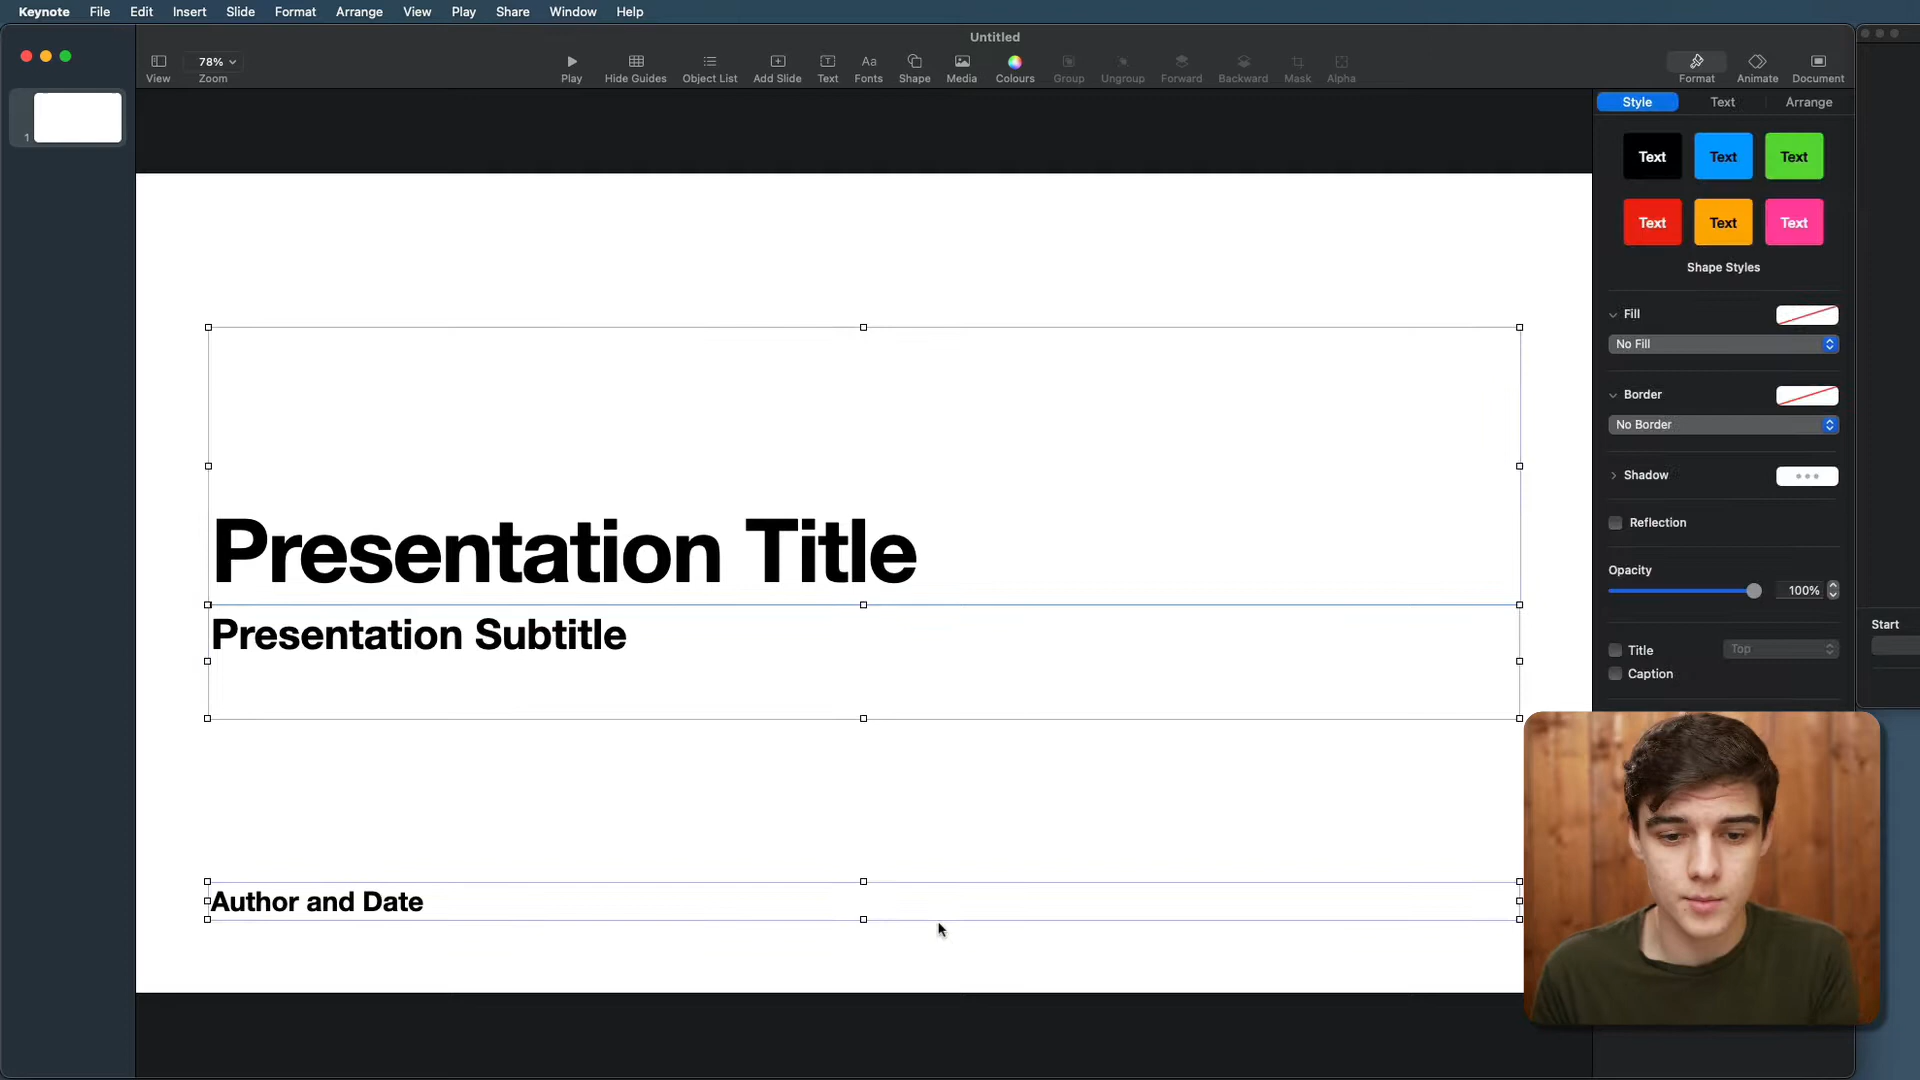 Keynote File Edit Insert Slide Format Arrange View Play Share Window Help
Untitled
78%
View Zoom Play Hide Guides Object List Add Slide Text Fonts Shape Media Colours Group Ungroup Forward Backward Mask Alpha Format Animate Document
Style Text Arrange
1
Text Text Text
Text Text Text
Shape Styles
Fill
No Fill
Border
No Border
Shadow
Reflection
Opacity
100%
Title Top
Caption
Start
Presentation Title
Presentation Subtitle
Author and Date